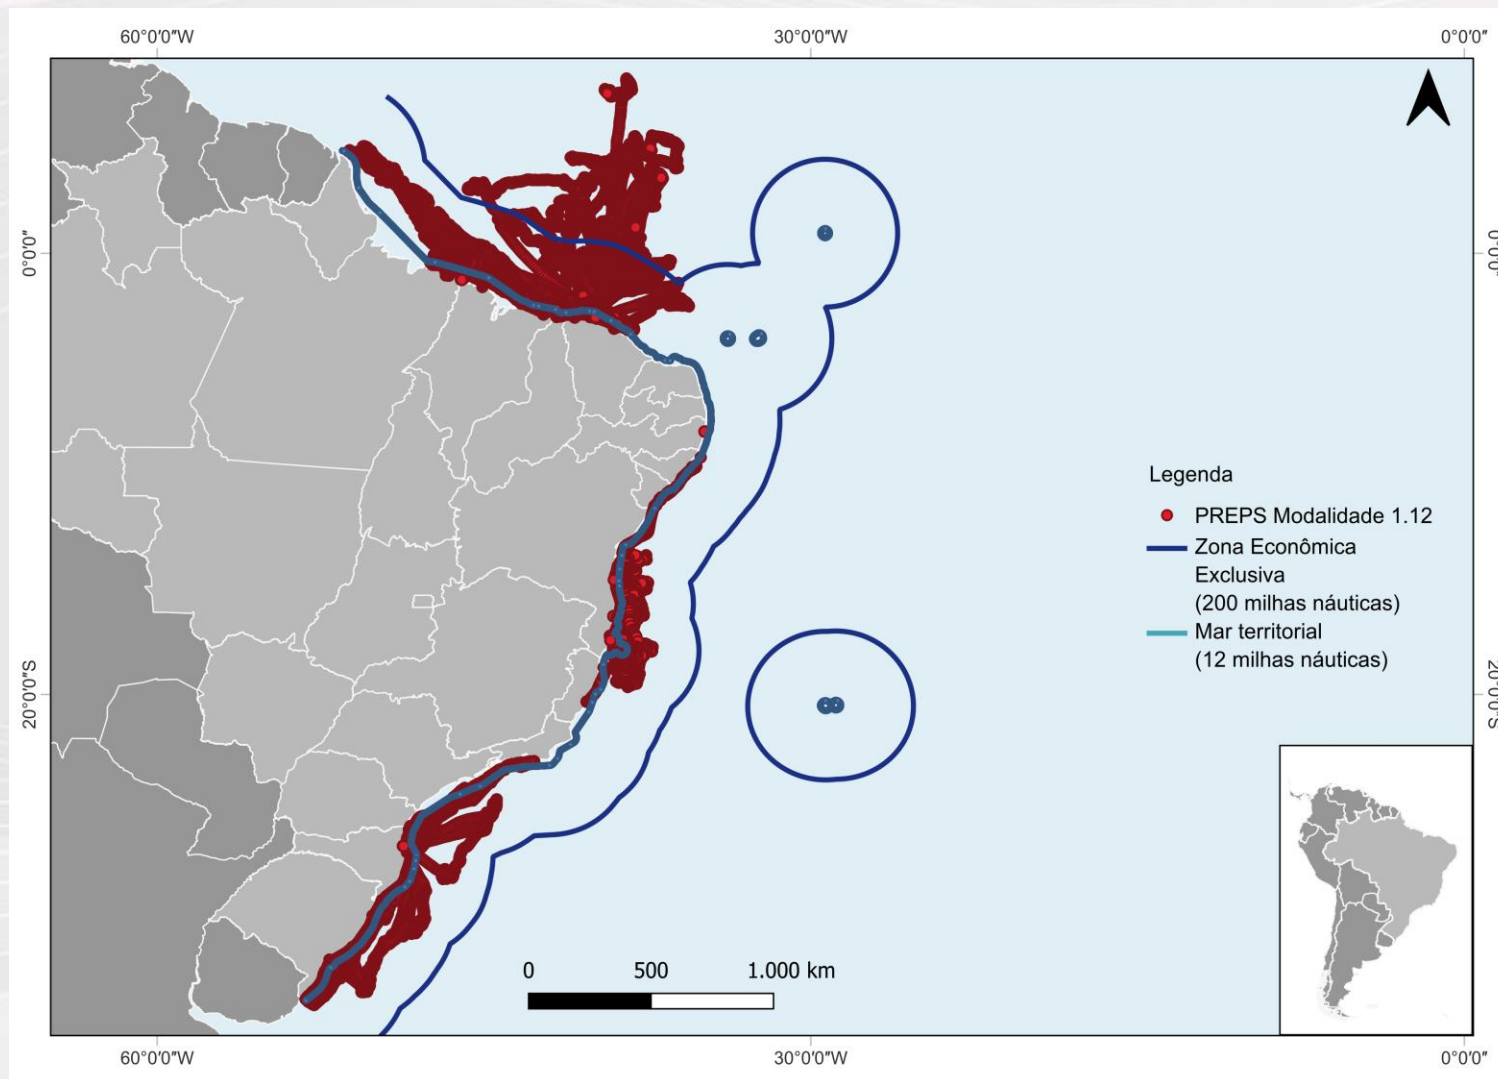 60°0'0"W
30°0'0"W
0°0'0"
0°0'0"
0°0'0"
Legenda
PREPS Modalidade 1.12
Zona Econômica
Exclusiva
(200 milhas náuticas)
Mar territorial
(12 milhas náuticas)
20°0'0"S
20°0'0"S
0
500
1.000 km
60°0'0"W
30°0'0"W
0°0'0"